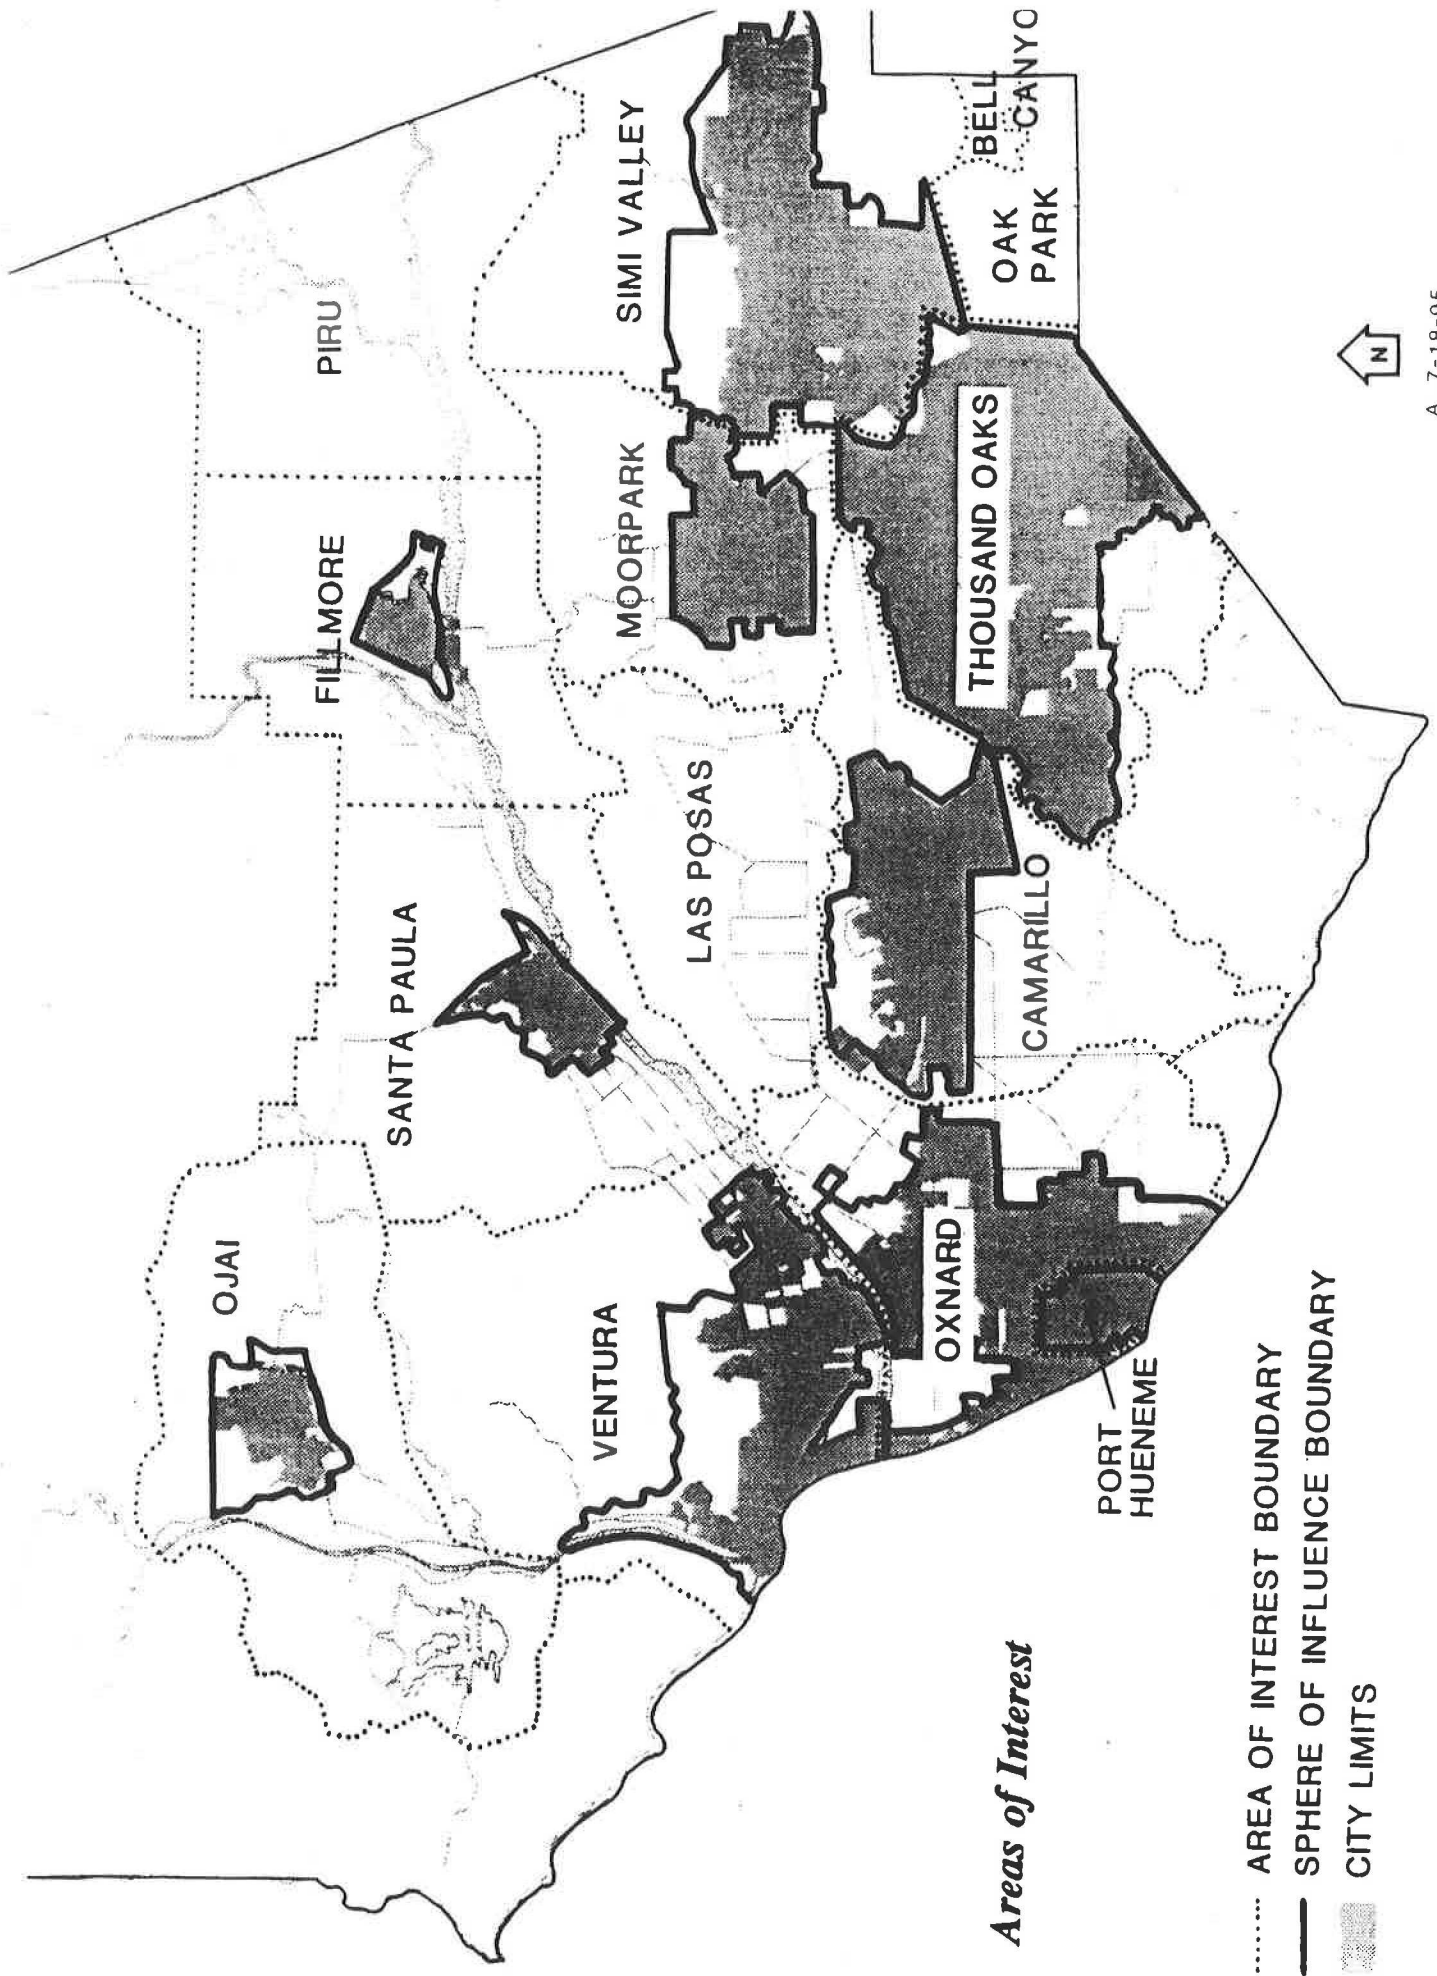 OJAI
PIRU
FILLMORE
SANTA PAULA
VENTURA
SIMI VALLEY
MOORPARK
LAS POSAS
BELL
CANYO
OAK
PARK
THOUSAND OAKS
CAMARILLO
OXNARD
PORT
HUENEME
Areas of Interest
AREA OF INTEREST BOUNDARY
SPHERE OF INFLUENCE BOUNDARY
CITY LIMITS
N